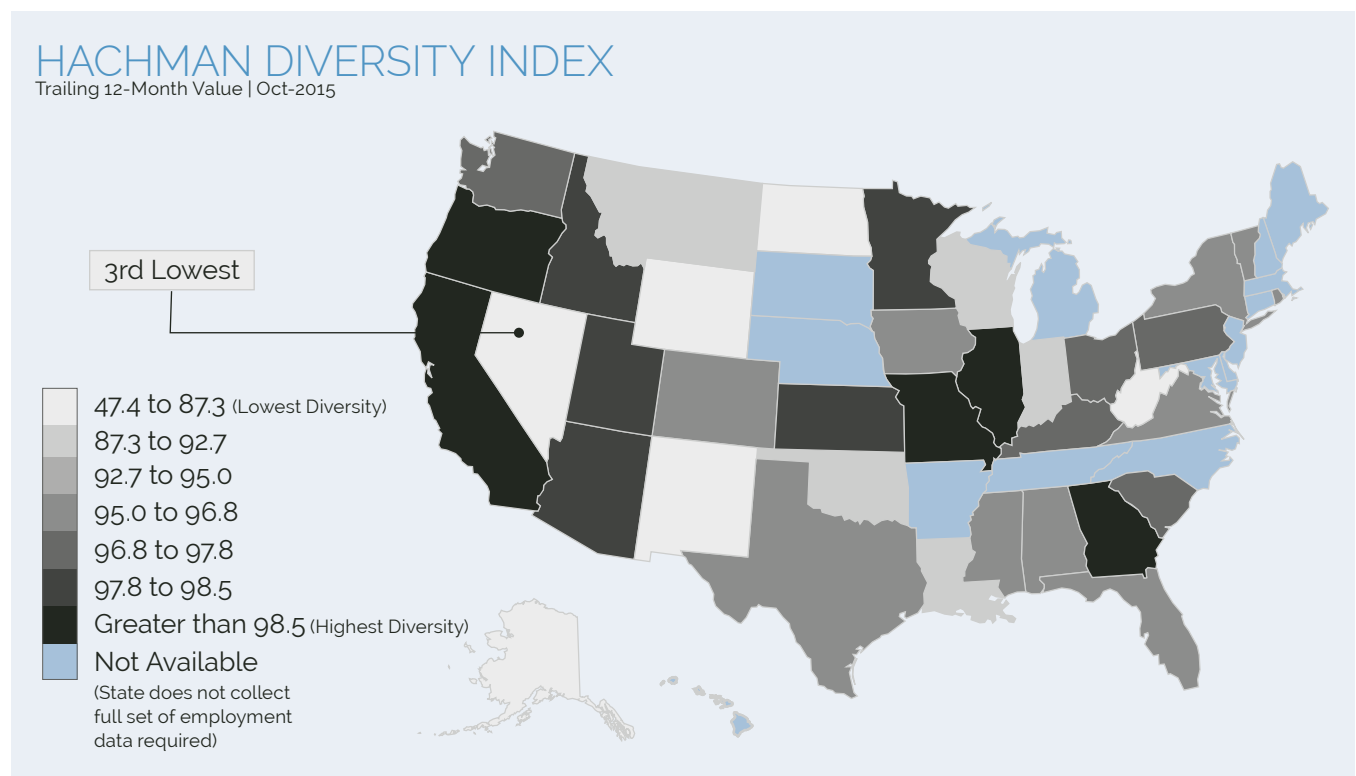 HACHMAN DIVERSITY INDEX
Trailing 12-Month Value | Oct-2015
3rd Lowest
47.4 to 87.3 (Lowest Diversity)
87.3 to 92.7
92.7 to 95.0
95.0 to 96.8
96.8 to 97.8
97.8 to 98.5
Greater than 98.5 (Highest Diversity)
Not Available
(State does not collect
full set of employment
data required)